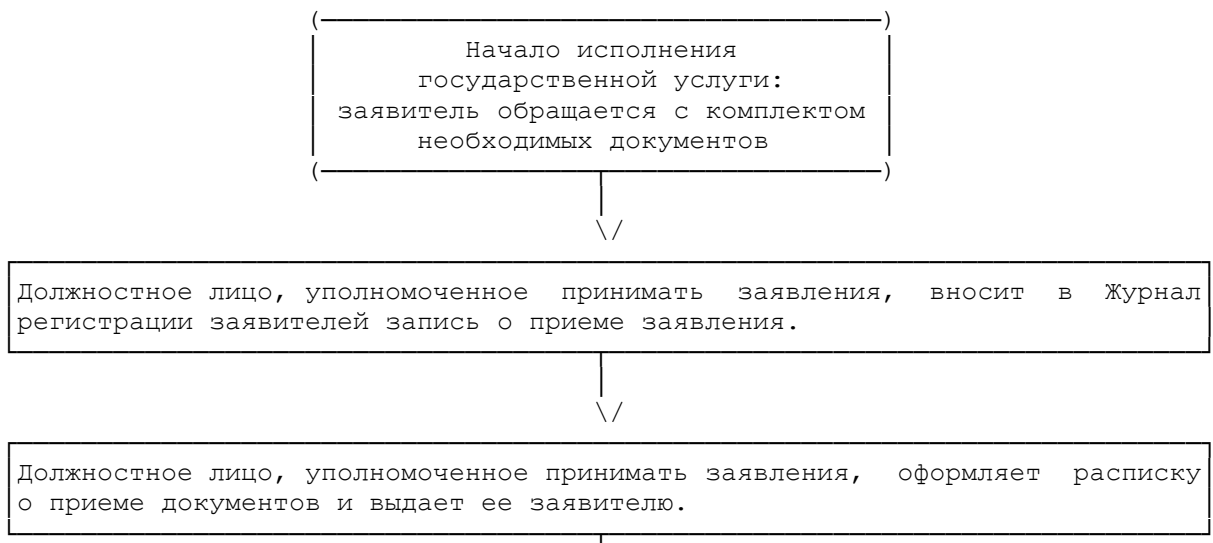 Начало исполнения
государственной услуги:
заявитель обращается с комплектом
необходимых документов
Должностное лицо, уполномоченное принимать заявления, вносит в Журнал
регистрации заявителей запись о приеме заявления.
Должностное лицо, уполномоченное принимать заявления, оформляет расписку
о приеме документов и выдает ее заявителю.